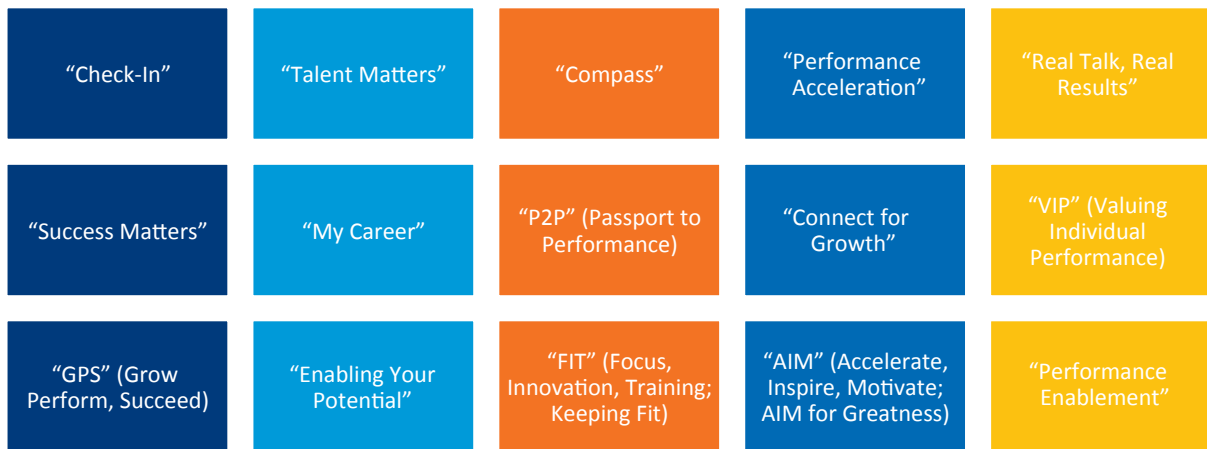 “Check-In”
“Talent Matters”
“Compass”
“Performance
Acceleration”
“Real Talk, Real
Results”
“Success Matters”
“My Career”
“P2P” (Passport to
Performance)
“Connect for
Growth”
“VIP” (Valuing
Individual
Performance)
“GPS” (Grow
Perform, Succeed)
“Enabling Your
Potential”
“FIT” (Focus,
Innovation, Training;
Keeping Fit)
“AIM” (Accelerate,
Inspire, Motivate;
AIM for Greatness)
“Performance
Enablement”